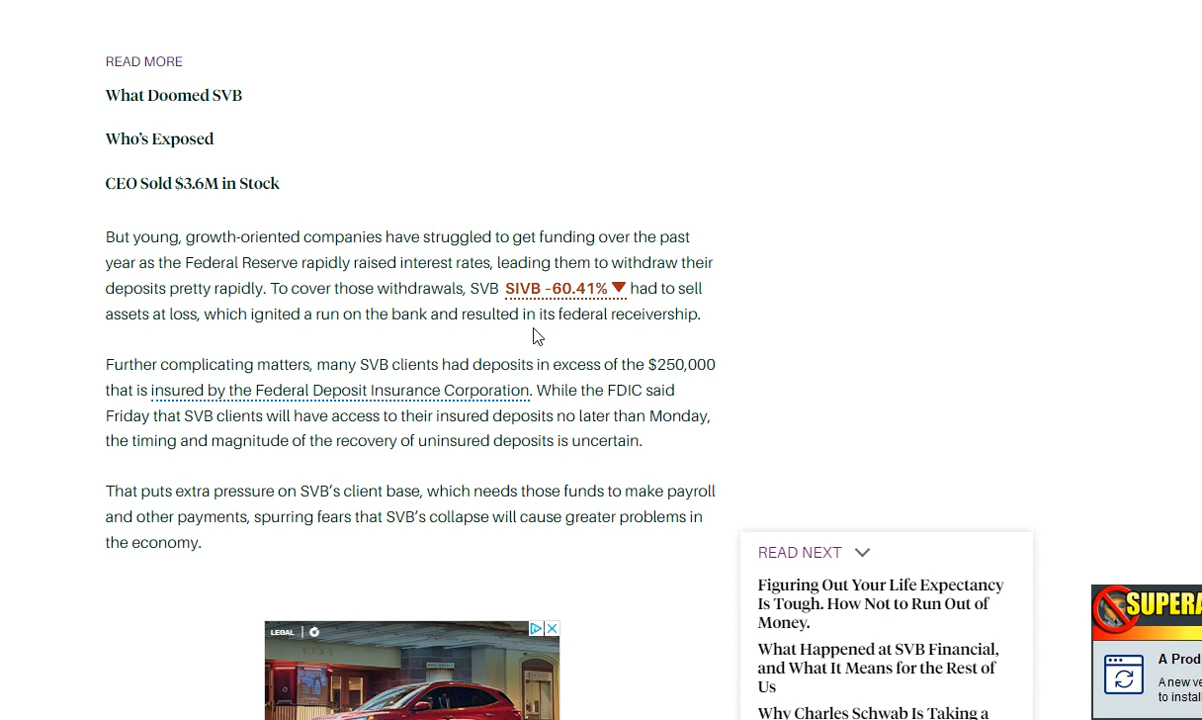 READ MORE
What Doomed SVB
Who's Exposed
CEO Sold $3.6M in Stock
But young, growth-oriented companies have struggled to get funding over the past
year as the Federal Reserve rapidly raised interest rates, leading them to withdraw their
deposits pretty rapidly. To cover those withdrawals, SVB SIVB -60.41% ▼ had to sell
assets at loss, which ignited a run on the bank and resulted in its federal receivership.
Further complicating matters, many SVB clients had deposits in excess of the $250,000
that is insured by the Federal Deposit Insurance Corporation. While the FDIC said
Friday that SVB clients will have access to their insured deposits no later than Monday,
the timing and magnitude of the recovery of uninsured deposits is uncertain.
That puts extra pressure on SVB's client base, which needs those funds to make payroll
and other payments, spurring fears that SVB's collapse will cause greater problems in
the economy.
LEGAL
READ NEXT
Figuring Out Your Life Expectancy
Is Tough. How Not to Run Out of
Money.
What Happened at SVB Financial,
and What It Means for the Rest of
Us
Why Charles Schwab Is Taking a
SUPERA
A Prod
A new ve
to instal